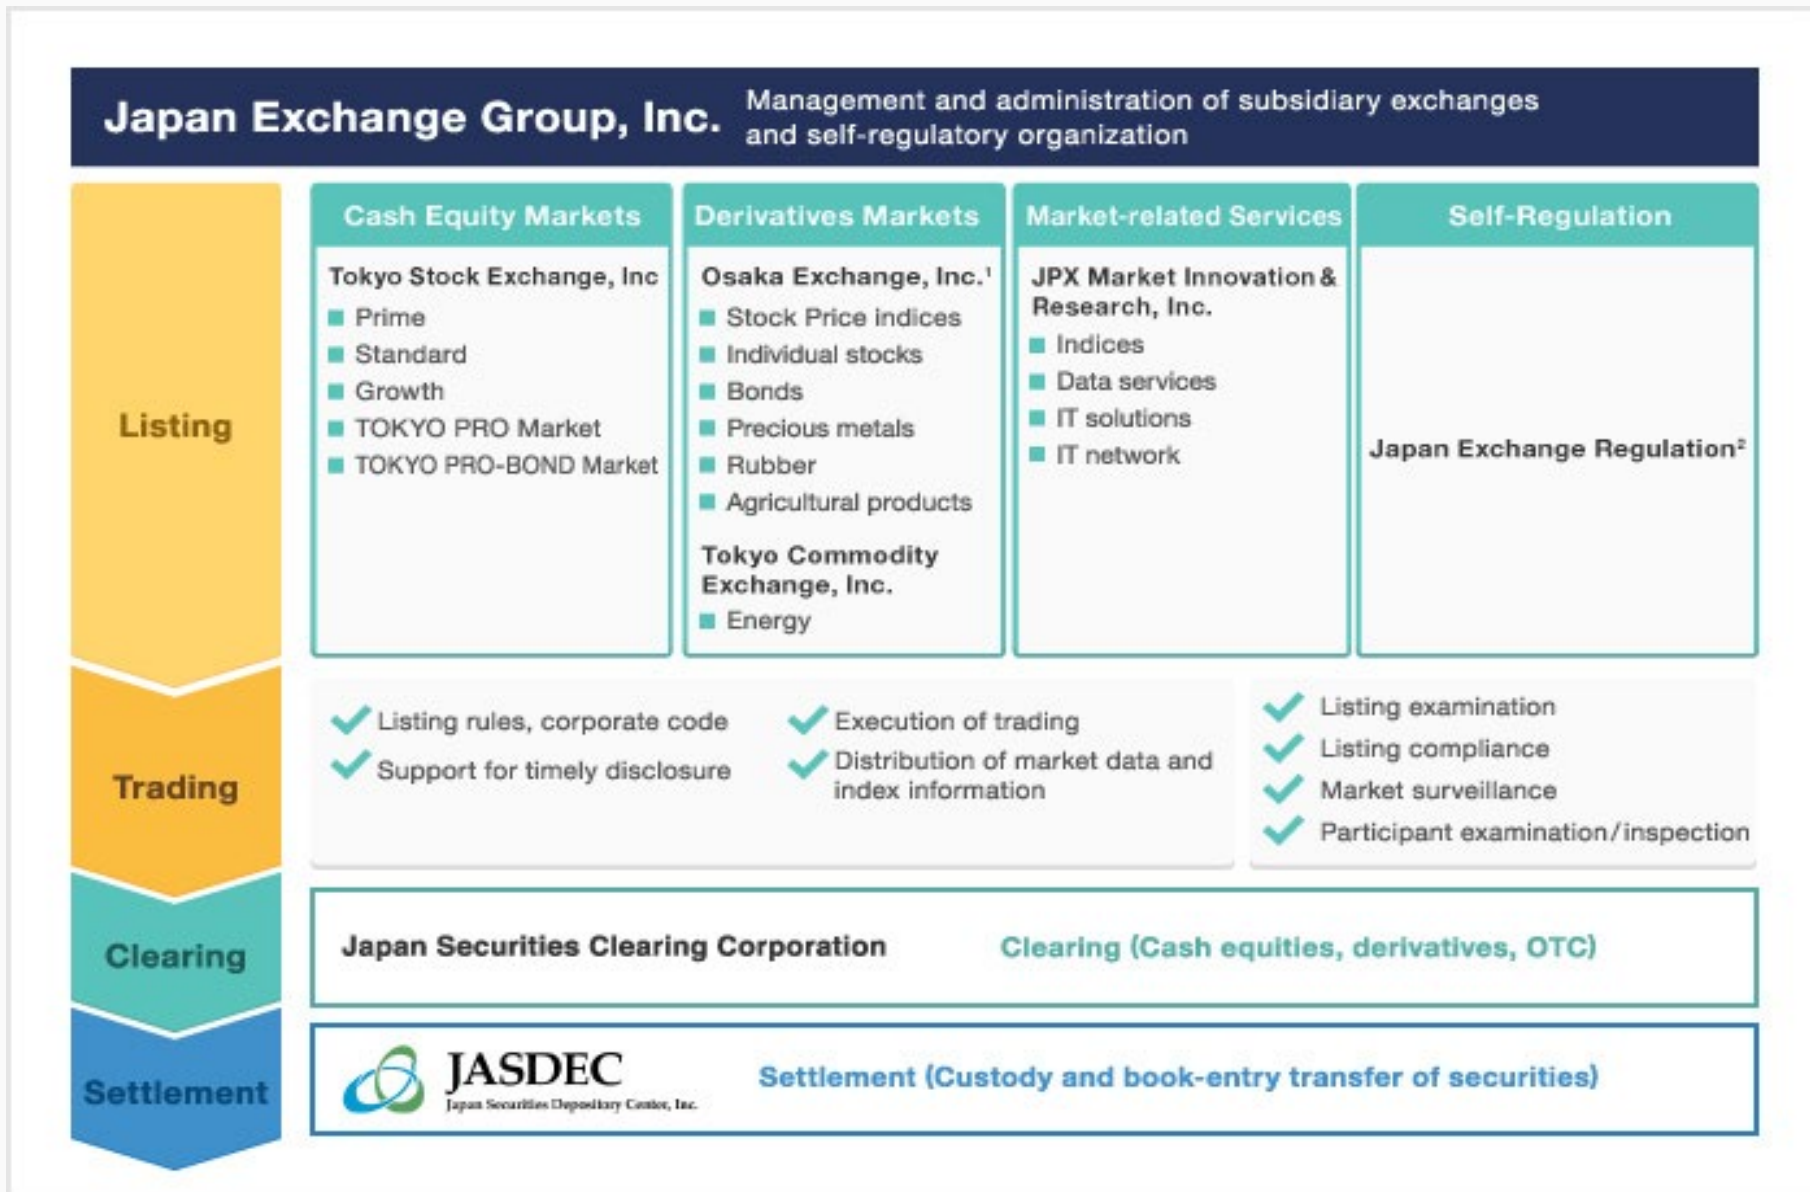 Japan Exchange Group, Inc.
Management and administration of subsidiary exchanges
and self-regulatory organization
Listing
Cash Equity Markets
Tokyo Stock Exchange, Inc
Prime
Standard
Growth
TOKYO PRO Market
TOKYO PRO-BOND Market
Derivatives Markets
Osaka Exchange, Inc.¹
Stock Price indices
Individual stocks
Bonds
Precious metals
Rubber
Agricultural products
Tokyo Commodity
Exchange, Inc.
Energy
Market-related Services
JPX Market Innovation &
Research, Inc.
Indices
Data services
IT solutions
IT network
Self-Regulation
Japan Exchange Regulation²
Trading
Listing rules, corporate code
Support for timely disclosure
Execution of trading
Distribution of market data and
index information
Listing examination
Listing compliance
Market surveillance
Participant examination/inspection
Clearing
Japan Securities Clearing Corporation
Clearing (Cash equities, derivatives, OTC)
Settlement
JASDEC
Japan Securities Depository Center, Inc.
Settlement (Custody and book-entry transfer of securities)